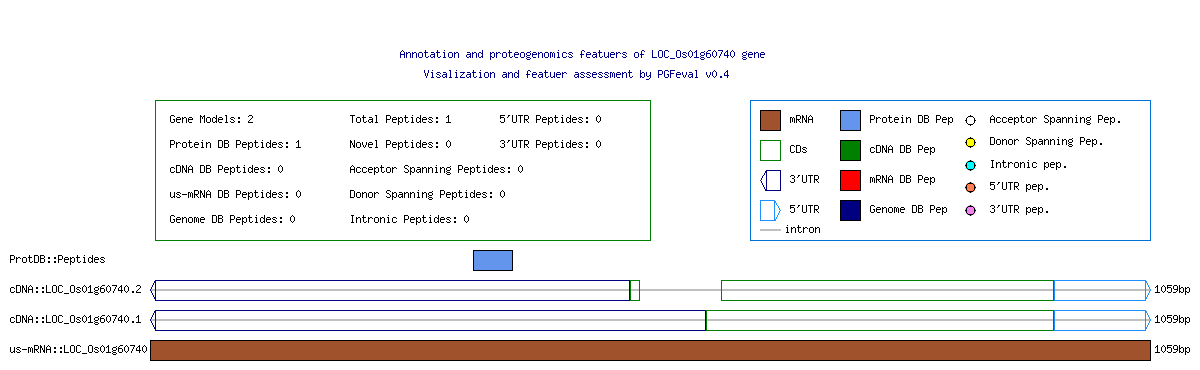 Annotation and proteogenomics featuers of LOC_Os01g60740 gene
Visalization and featuer assessment by PGFeval v0.4
Gene Models: 2 Total Peptides: 1 5'UTR Peptides: 0
Protein DB Peptides: 1 Novel Peptides: 0 3'UTR Peptides: 0
cDNA DB Peptides: 0 Acceptor Spanning Peptides: 0
us-mRNA DB Peptides: 0 Donor Spanning Peptides: 0
Genome DB Peptides: 0 Intronic Peptides: 0
mRNA Protein DB Pep Acceptor Spanning Pep.
CDs cDNA DB Pep Donor Spanning Pep.
3'UTR mRNA DB Pep Intronic pep.
5'UTR Genome DB Pep 5'UTR pep.
intron 3'UTR pep.
ProtDB::Peptides
cDNA::LOC_Os01g60740.2 1059bp
cDNA::LOC_Os01g60740.1 1059bp
us-mRNA::LOC_Os01g60740 1059bp